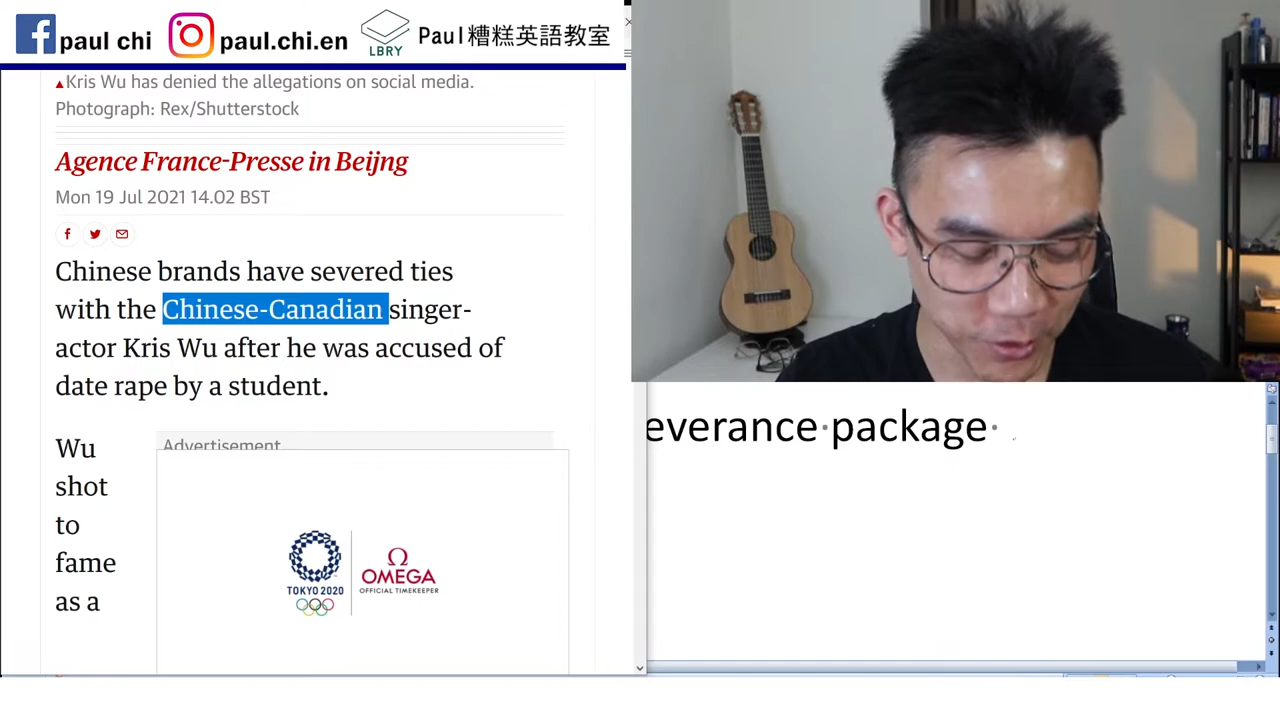 paul chi
paul.chi.en
LBRY
Paul糟糕英語教室
Kris Wu has denied the allegations on social media.
Photograph: Rex/Shutterstock
Agence France-Presse in Beijng
Mon 19 Jul 2021 14.02 BST
Chinese brands have severed ties
with the Chinese-Canadian singer-
actor Kris Wu after he was accused of
date rape by a student.
Wu
shot
to
fame
as a
Advertisement
TOKYO 2020
Ω
OMEGA
OFFICIAL TIMEKEEPER
everance package